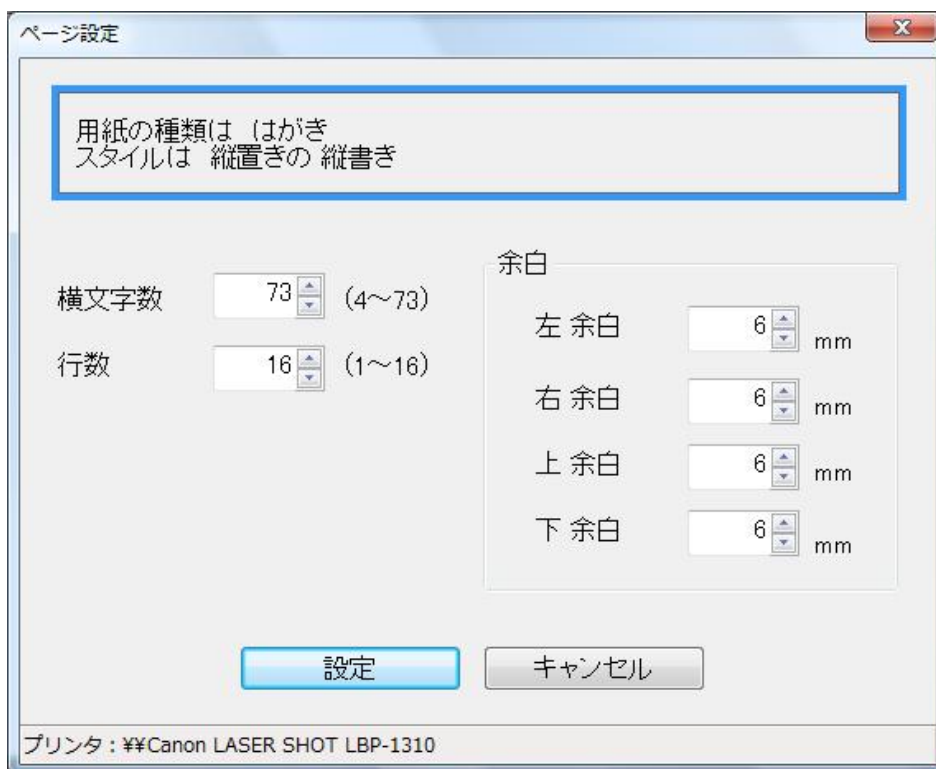 ページ設定
用紙の種類は はがき
スタイルは 縦置きの 縦書き
横文字数 73 (4～73)
行数 16 (1～16)
余白
左 余白 6 mm
右 余白 6 mm
上 余白 6 mm
下 余白 6 mm
設定 キャンセル
プリンタ：¥¥Canon LASER SHOT LBP-1310